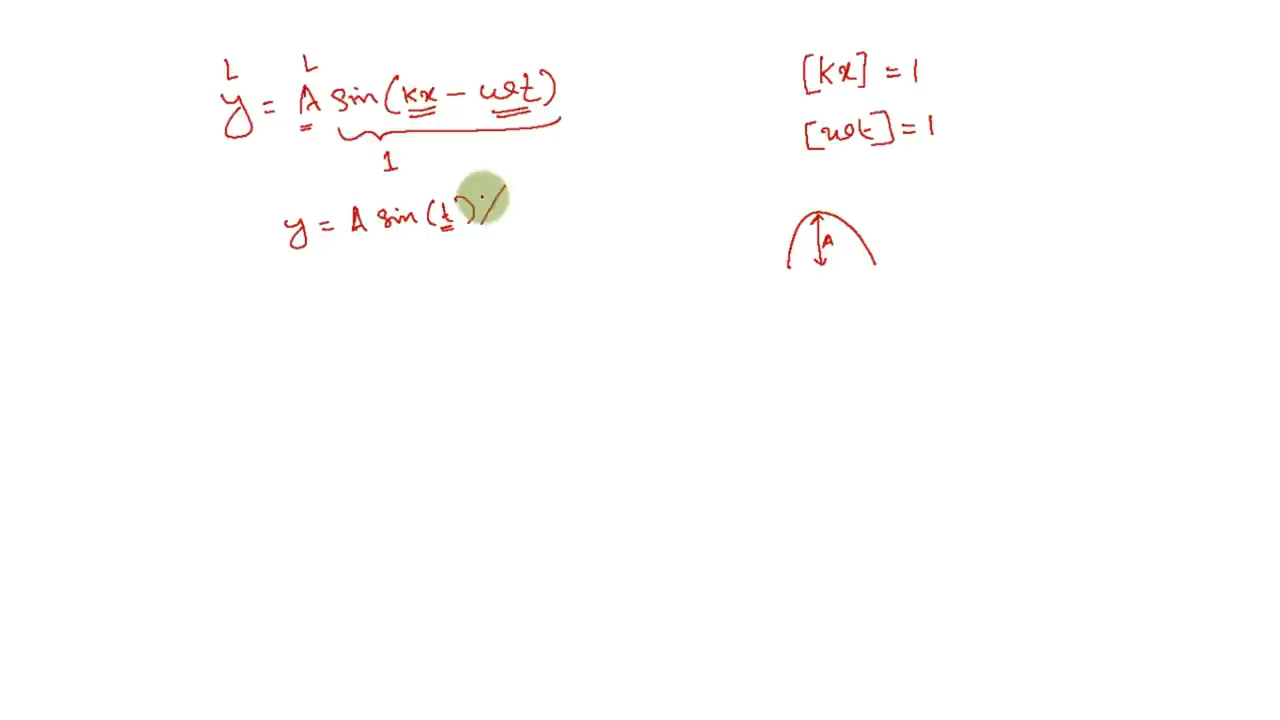 L L
y = A sin(kx − ωt)
1
y = A sin(t)
[kx] = 1
[ωt] = 1
A